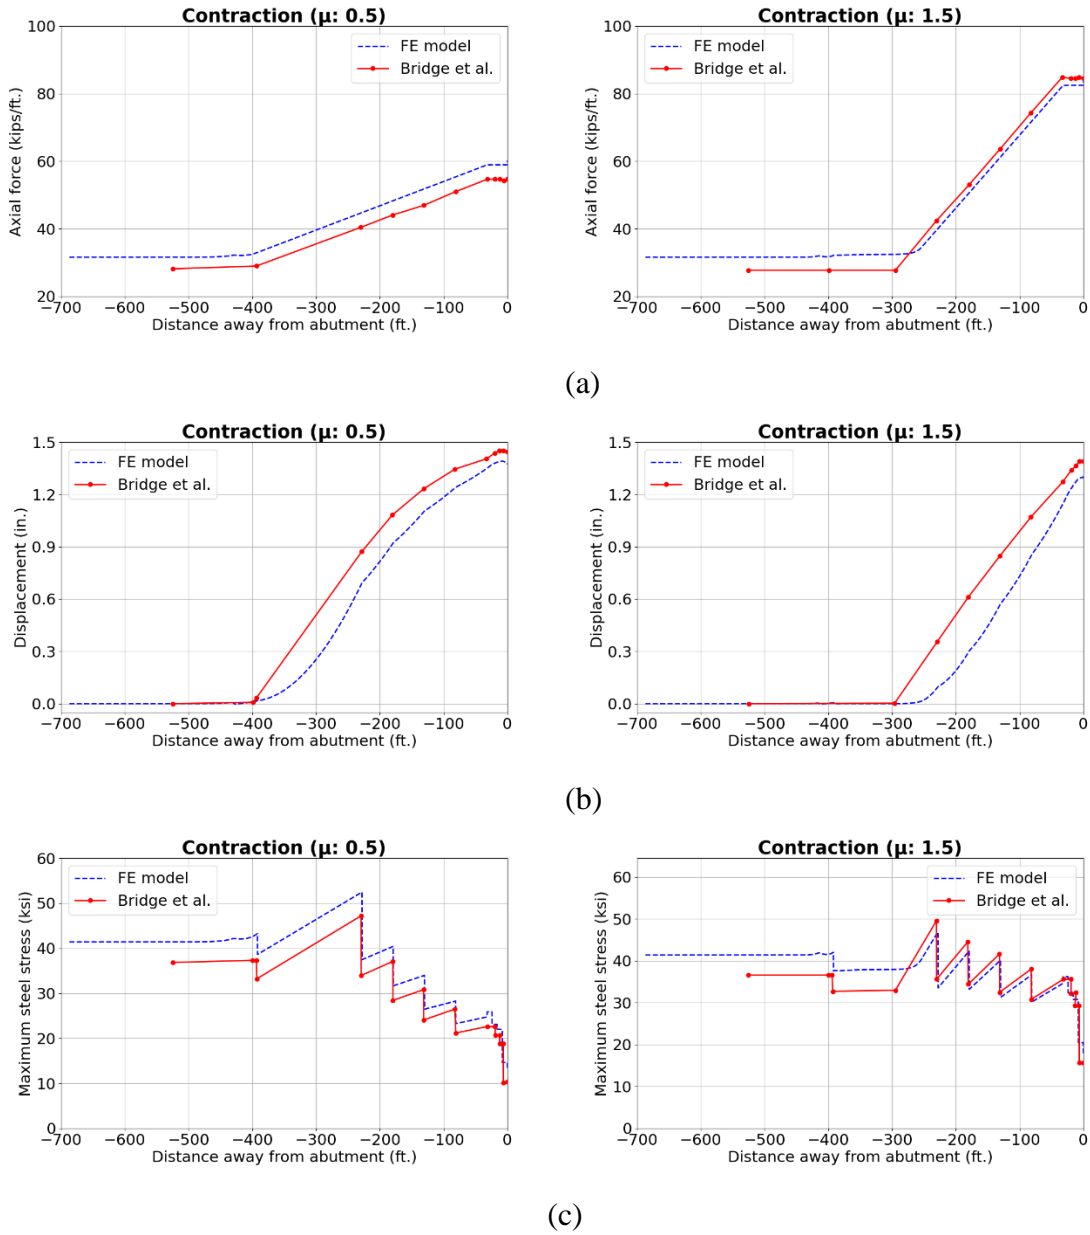 Contraction (μ: 0.5)
Axial force (kips/ft.)
100
80
60
40
20
FE model
Bridge et al.
−700 −600 −500 −400 −300 −200 −100 0
Distance away from abutment (ft.)
Contraction (μ: 1.5)
Axial force (kips/ft.)
100
80
60
40
20
FE model
Bridge et al.
−700 −600 −500 −400 −300 −200 −100 0
Distance away from abutment (ft.)
(a)
Contraction (μ: 0.5)
Displacement (in.)
1.5
1.2
0.9
0.6
0.3
0.0
FE model
Bridge et al.
−700 −600 −500 −400 −300 −200 −100 0
Distance away from abutment (ft.)
Contraction (μ: 1.5)
Displacement (in.)
1.5
1.2
0.9
0.6
0.3
0.0
FE model
Bridge et al.
−700 −600 −500 −400 −300 −200 −100 0
Distance away from abutment (ft.)
(b)
Contraction (μ: 0.5)
Maximum steel stress (ksi)
60
50
40
30
20
10
0
FE model
Bridge et al.
−700 −600 −500 −400 −300 −200 −100 0
Distance away from abutment (ft.)
Contraction (μ: 1.5)
Maximum steel stress (ksi)
60
50
40
30
20
10
0
FE model
Bridge et al.
−700 −600 −500 −400 −300 −200 −100 0
Distance away from abutment (ft.)
(c)